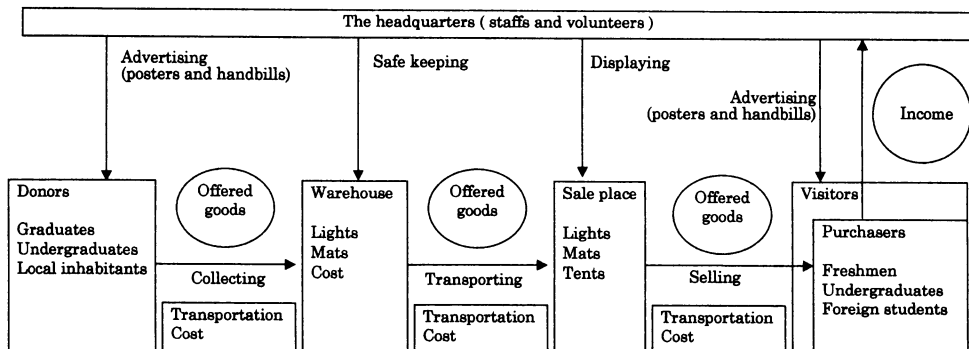 The headquarters ( staffs and volunteers )
Advertising
(posters and handbills)
Safe keeping
Displaying
Advertising
(posters and handbills)
Income
Donors
Graduates
Undergraduates
Local inhabitants
Offered
goods
Collecting
Transportation
Cost
Warehouse
Lights
Mats
Cost
Offered
goods
Transporting
Transportation
Cost
Sale place
Lights
Mats
Tents
Offered
goods
Selling
Transportation
Cost
Visitors
Purchasers
Freshmen
Undergraduates
Foreign students